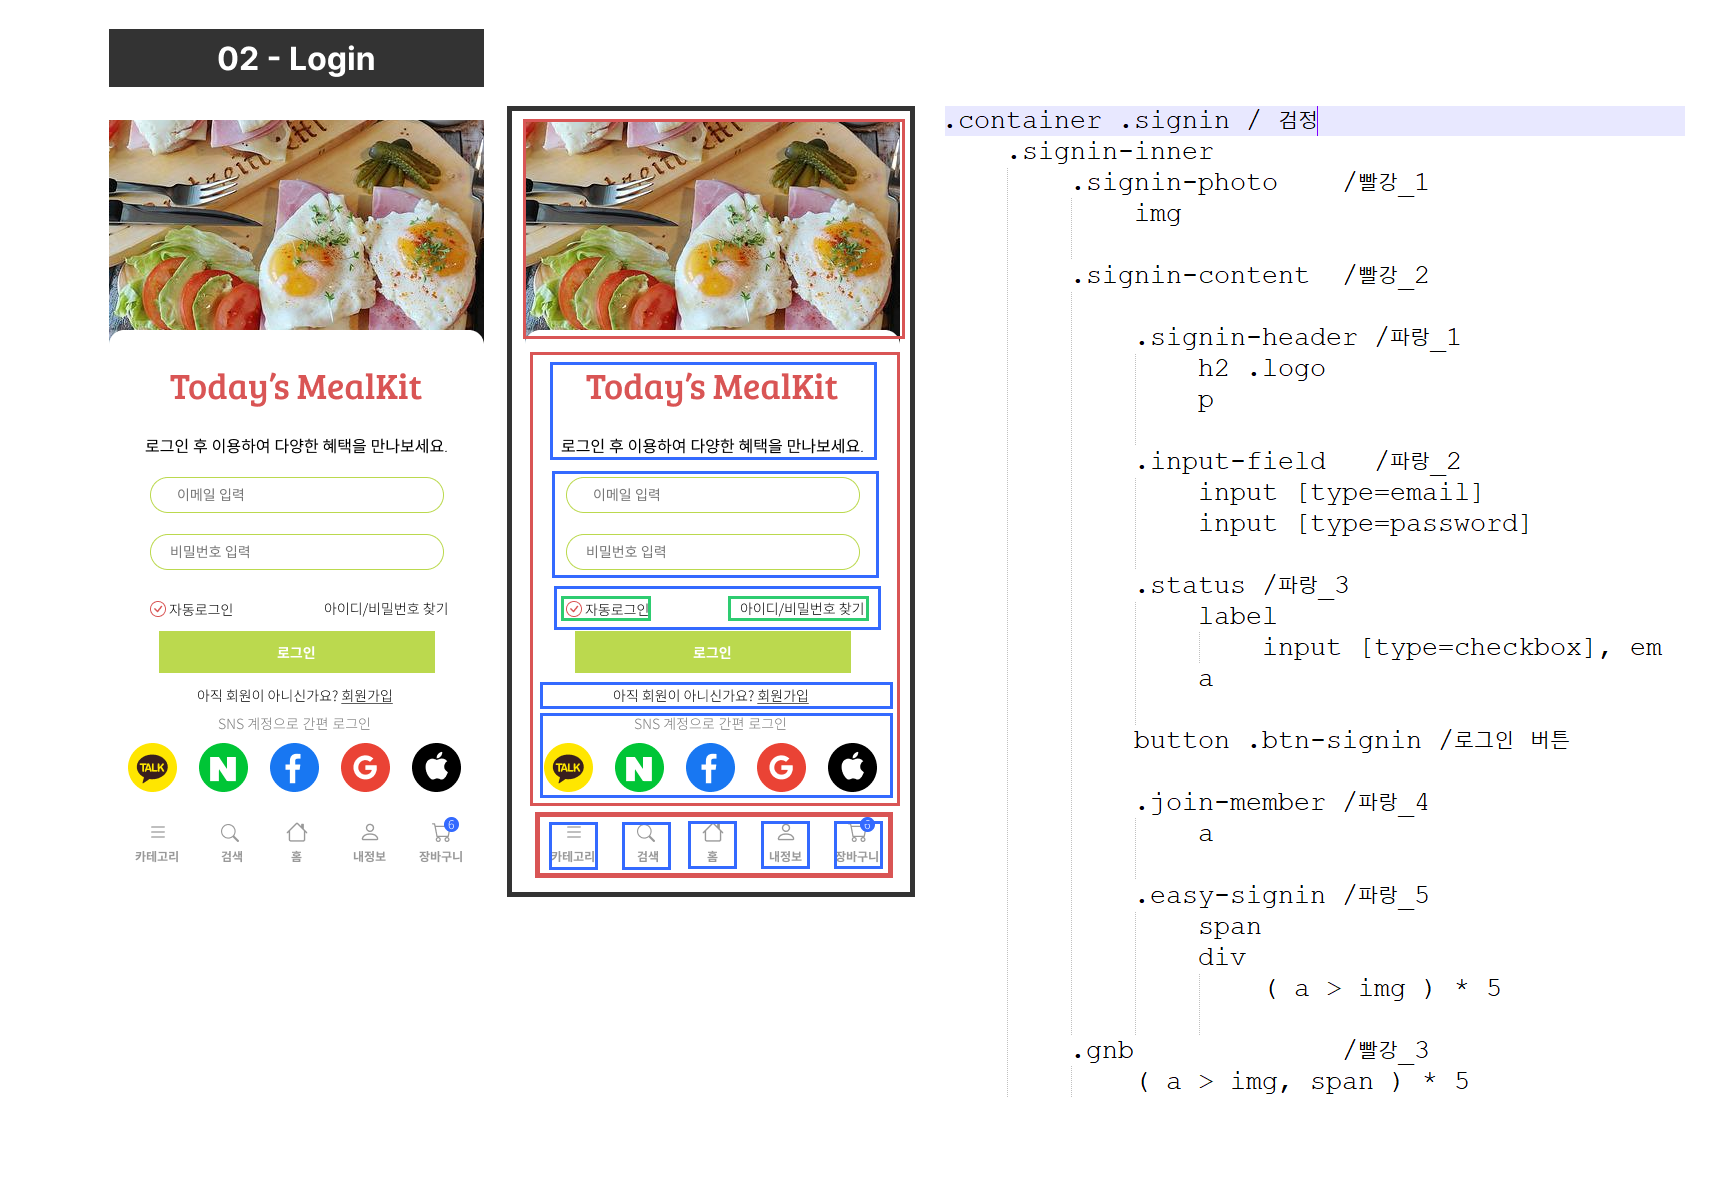 02 - Login
Today's MealKit
로그인 후 이용하여 다양한 혜택을 만나보세요.
이메일 입력
비밀번호 입력
자동로그인
아이디/비밀번호 찾기
로그인
아직 회원이 아니신가요? 회원가입
SNS 계정으로 간편 로그인
TALK
카테고리
검색
홈
내정보
6
장바구니
Today's MealKit
로그인 후 이용하여 다양한 혜택을 만나보세요.
이메일 입력
비밀번호 입력
자동로그인
아이디/비밀번호 찾기
로그인
아직 회원이 아니신가요? 회원가입
SNS 계정으로 간편 로그인
TALK
카테고리
검색
홈
내정보
6
장바구니
.container .signin / 검정
.signin-inner
.signin-photo /빨강_1
img
.signin-content /빨강_2
.signin-header /파랑_1
h2 .logo
p
.input-field /파랑_2
input [type=email]
input [type=password]
.status /파랑_3
label
input [type=checkbox], em
a
button .btn-signin /로그인 버튼
.join-member /파랑_4
a
.easy-signin /파랑_5
span
div
( a > img ) * 5
.gnb /빨강_3
( a > img, span ) * 5